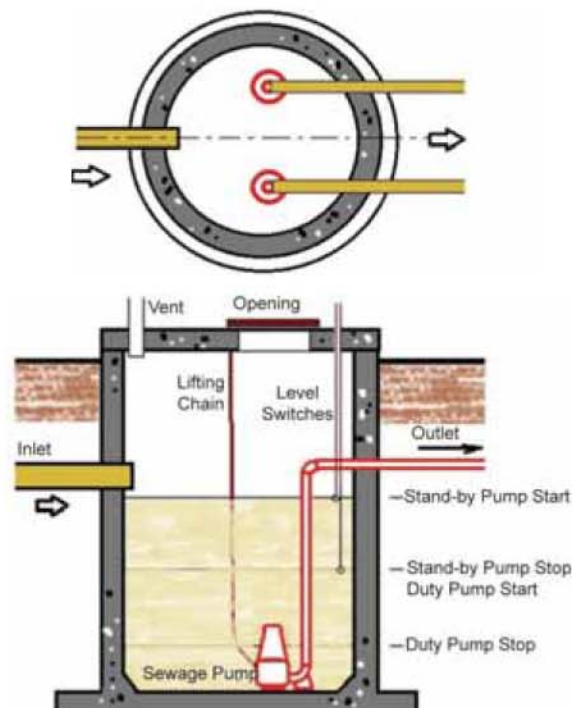 Vent
Opening
Lifting
Chain
Level
Switches
Outlet
Inlet
Stand-by Pump Start
Stand-by Pump Stop
Duty Pump Start
Duty Pump Stop
Sewage Pump